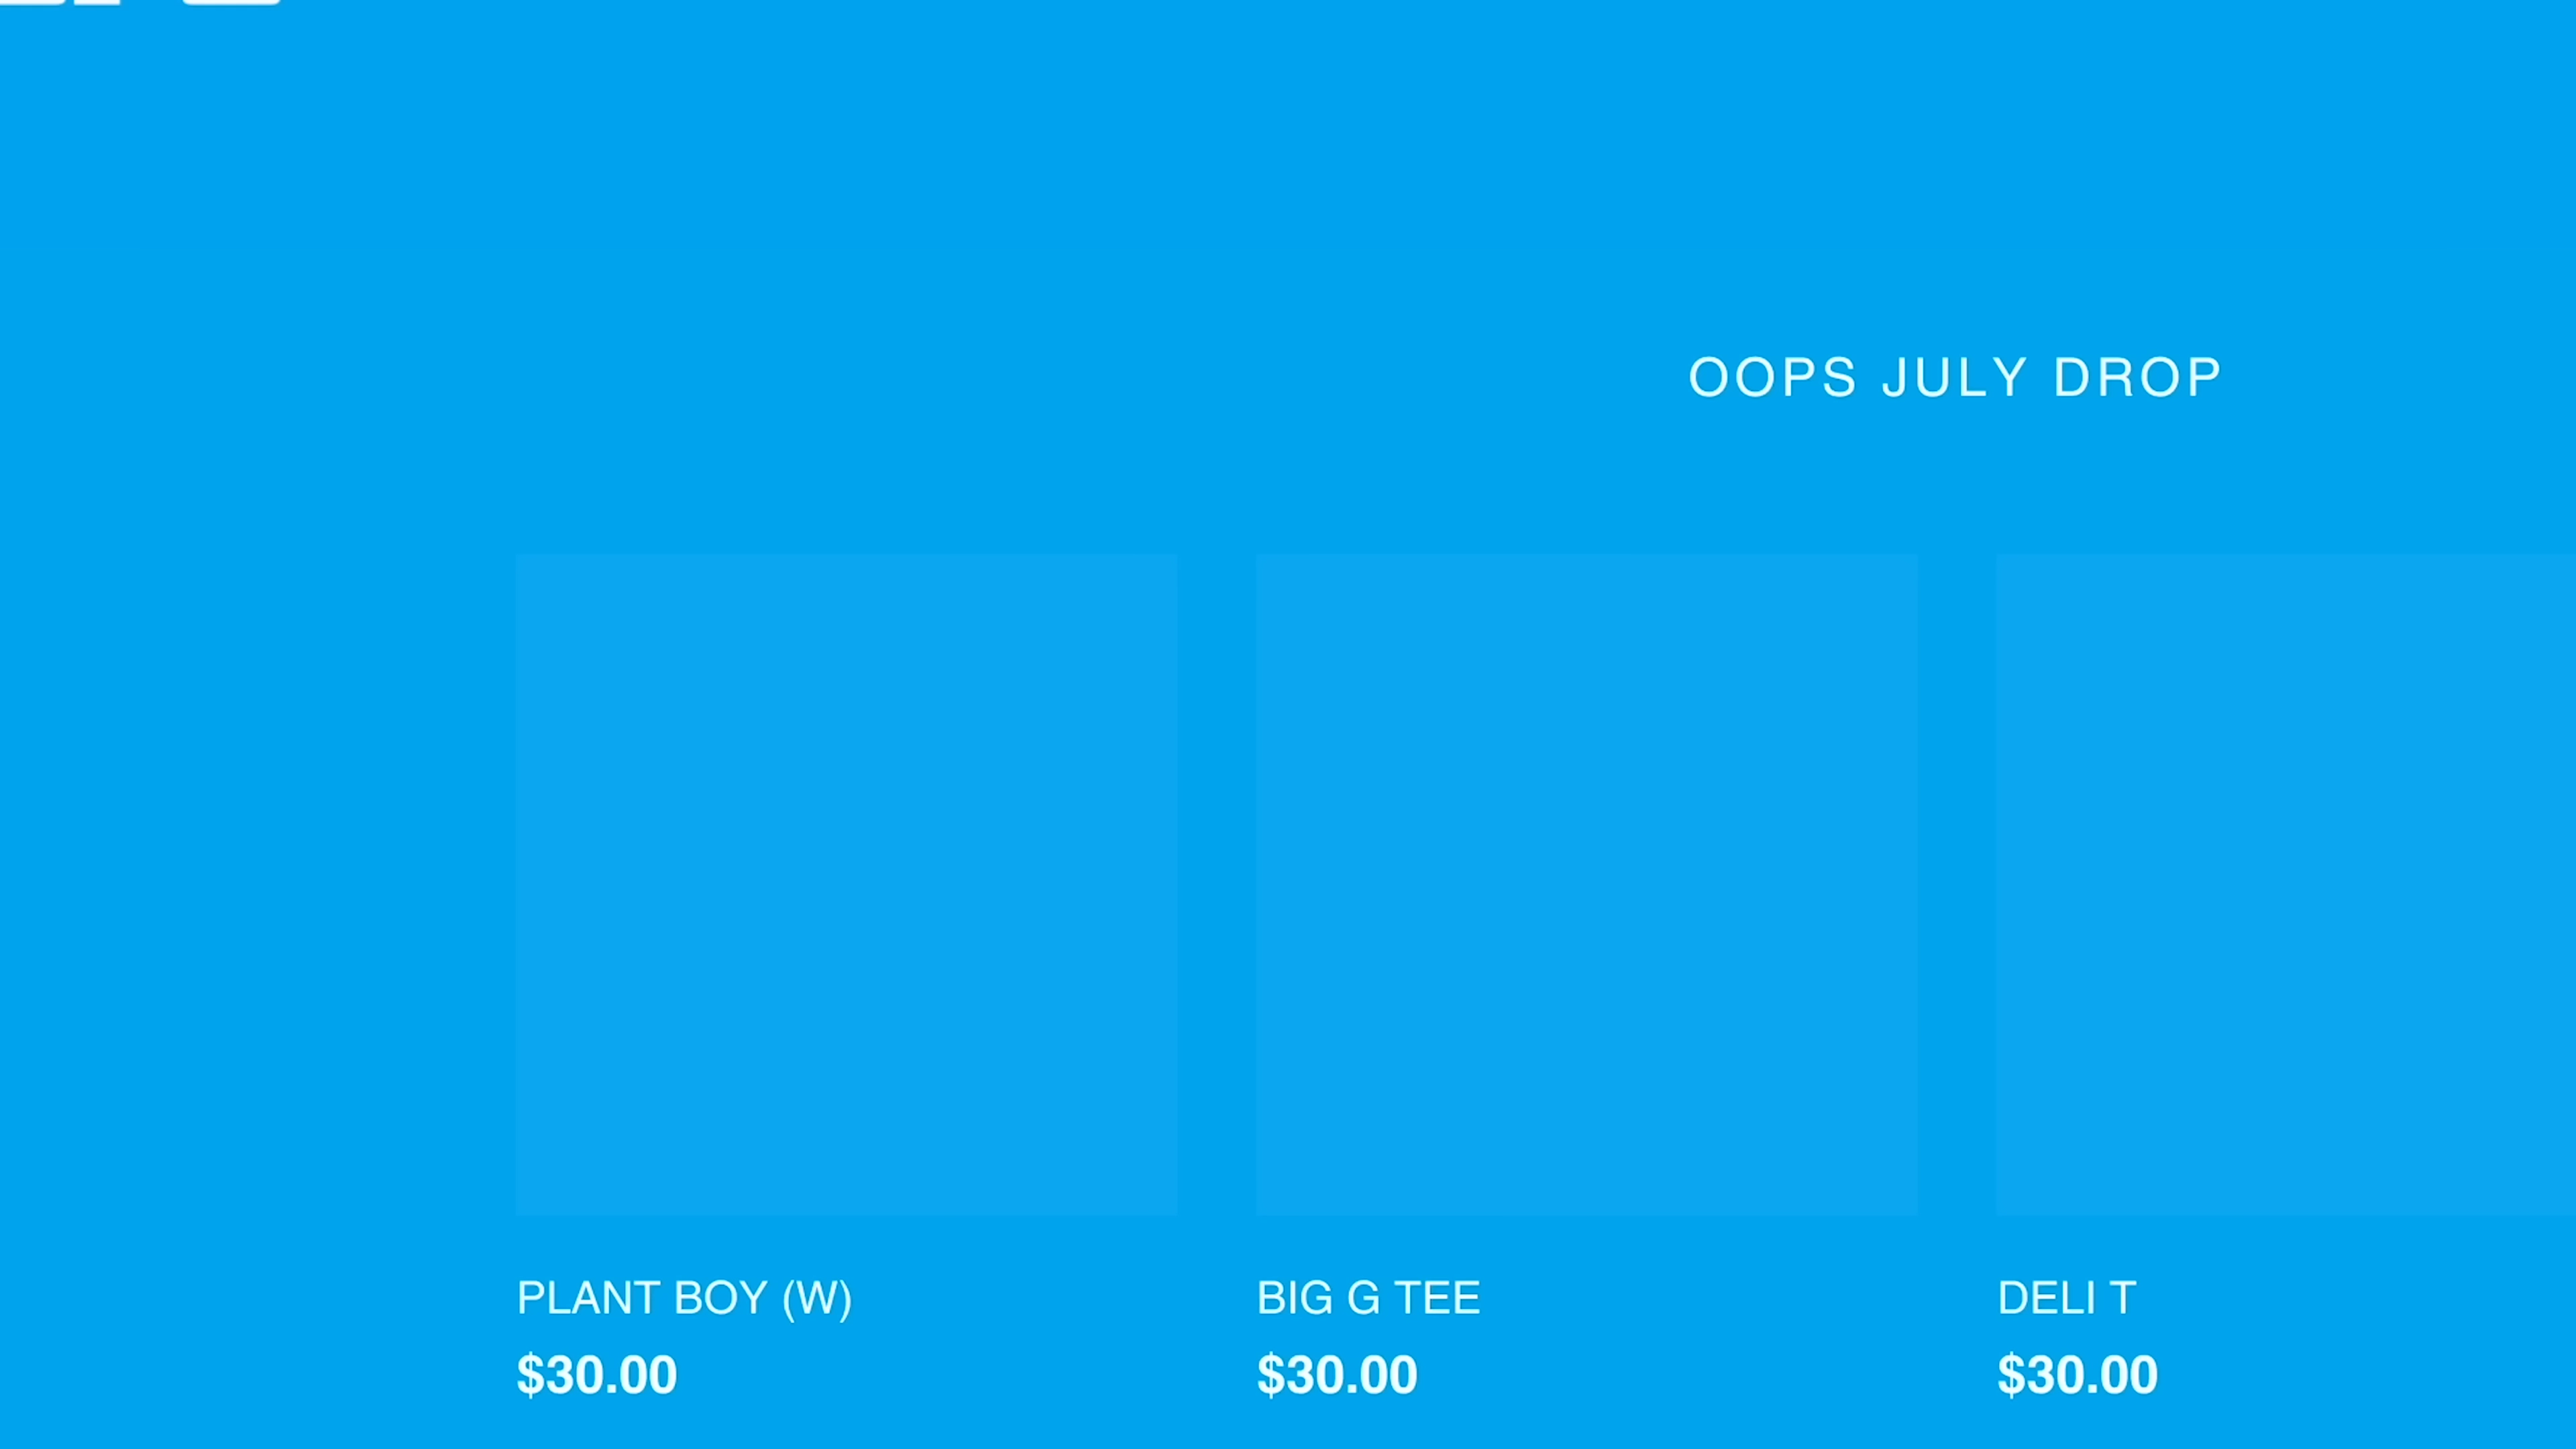 OOPS JULY DROP
PLANT BOY (W)
$30.00
BIG G TEE
$30.00
DELI T
$30.00